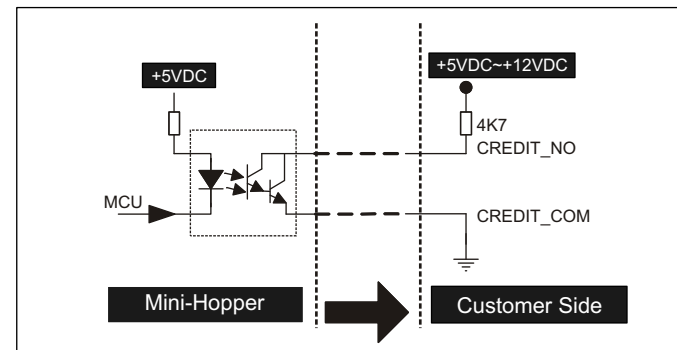 +5VDC
+5VDC~+12VDC
4K7
CREDIT_NO
MCU
CREDIT_COM
Mini-Hopper
Customer Side